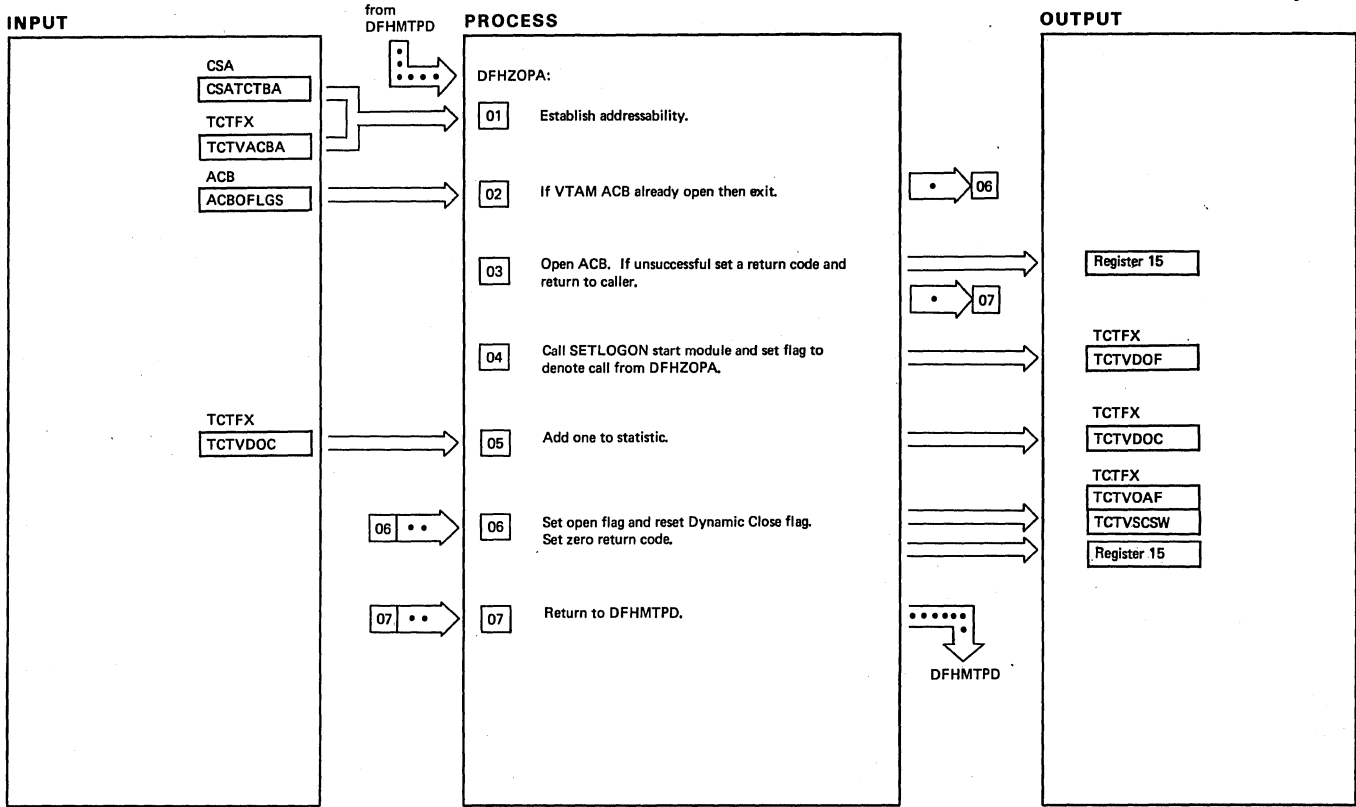 INPUT
from
DFHMTPD
PROCESS
OUTPUT
CSA
CSATCTBA
TCTFX
TCTVACBA
ACB
ACBOFLGS
DFHZOPA:
01 Establish addressability.
02 If VTAM ACB already open then exit.
06
03 Open ACB. If unsuccessful set a return code and
return to caller.
07
Register 15
04 Call SETLOGON start module and set flag to
denote call from DFHZOPA.
TCTFX
TCTVDOF
TCTFX
TCTVDOC
05 Add one to statistic.
TCTFX
TCTVDOC
06
06 Set open flag and reset Dynamic Close flag.
Set zero return code.
TCTFX
TCTVOAF
TCTVSCSW
Register 15
07
07 Return to DFHMTPD.
DFHMTPD